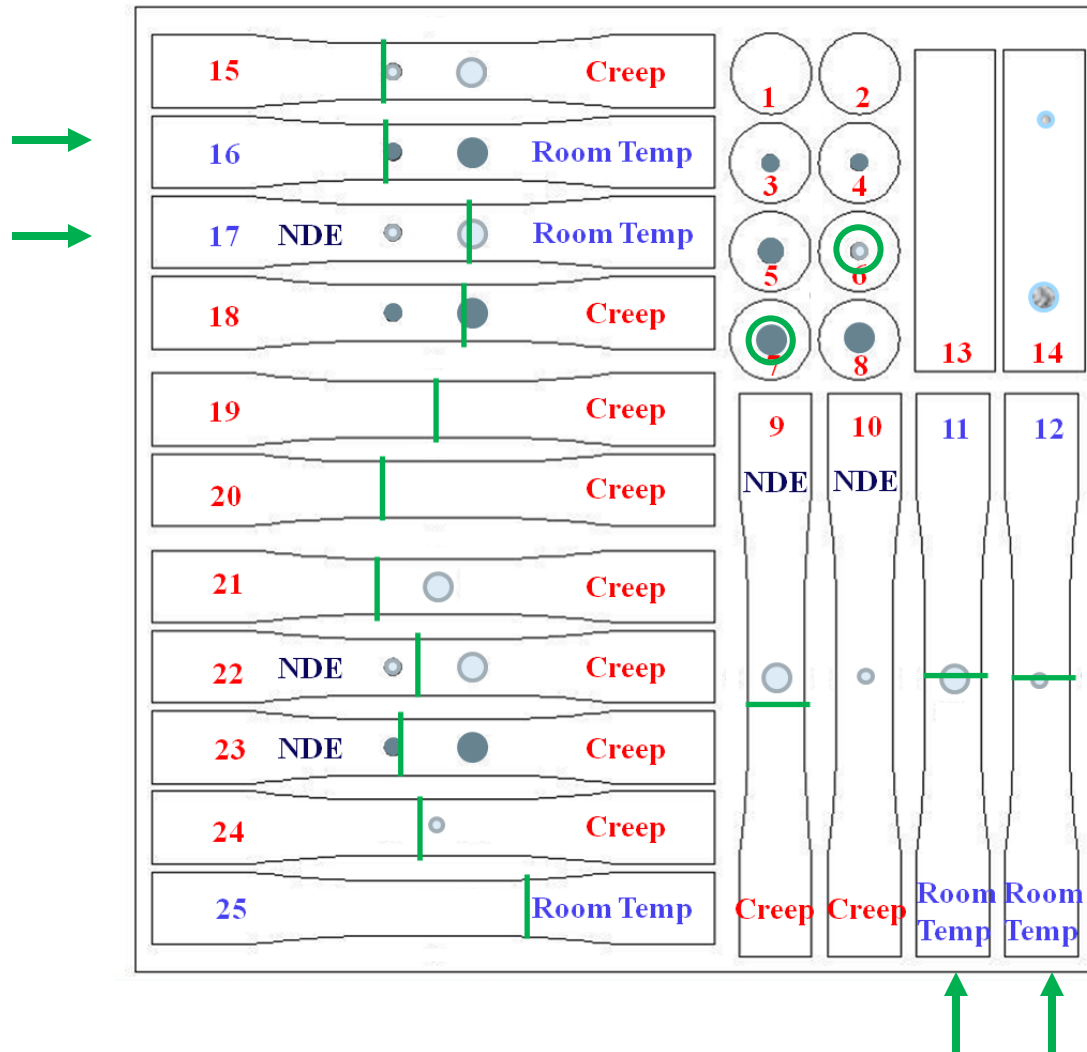 15 Creep
16 Room Temp
17 NDE Room Temp
18 Creep
19 Creep
20 Creep
21 Creep
22 NDE Creep
23 NDE Creep
24 Creep
25 Room Temp
1 2
3 4
5 6
7 8
13 14
9 10 11 12
NDE NDE
Creep Creep Room Temp Room Temp